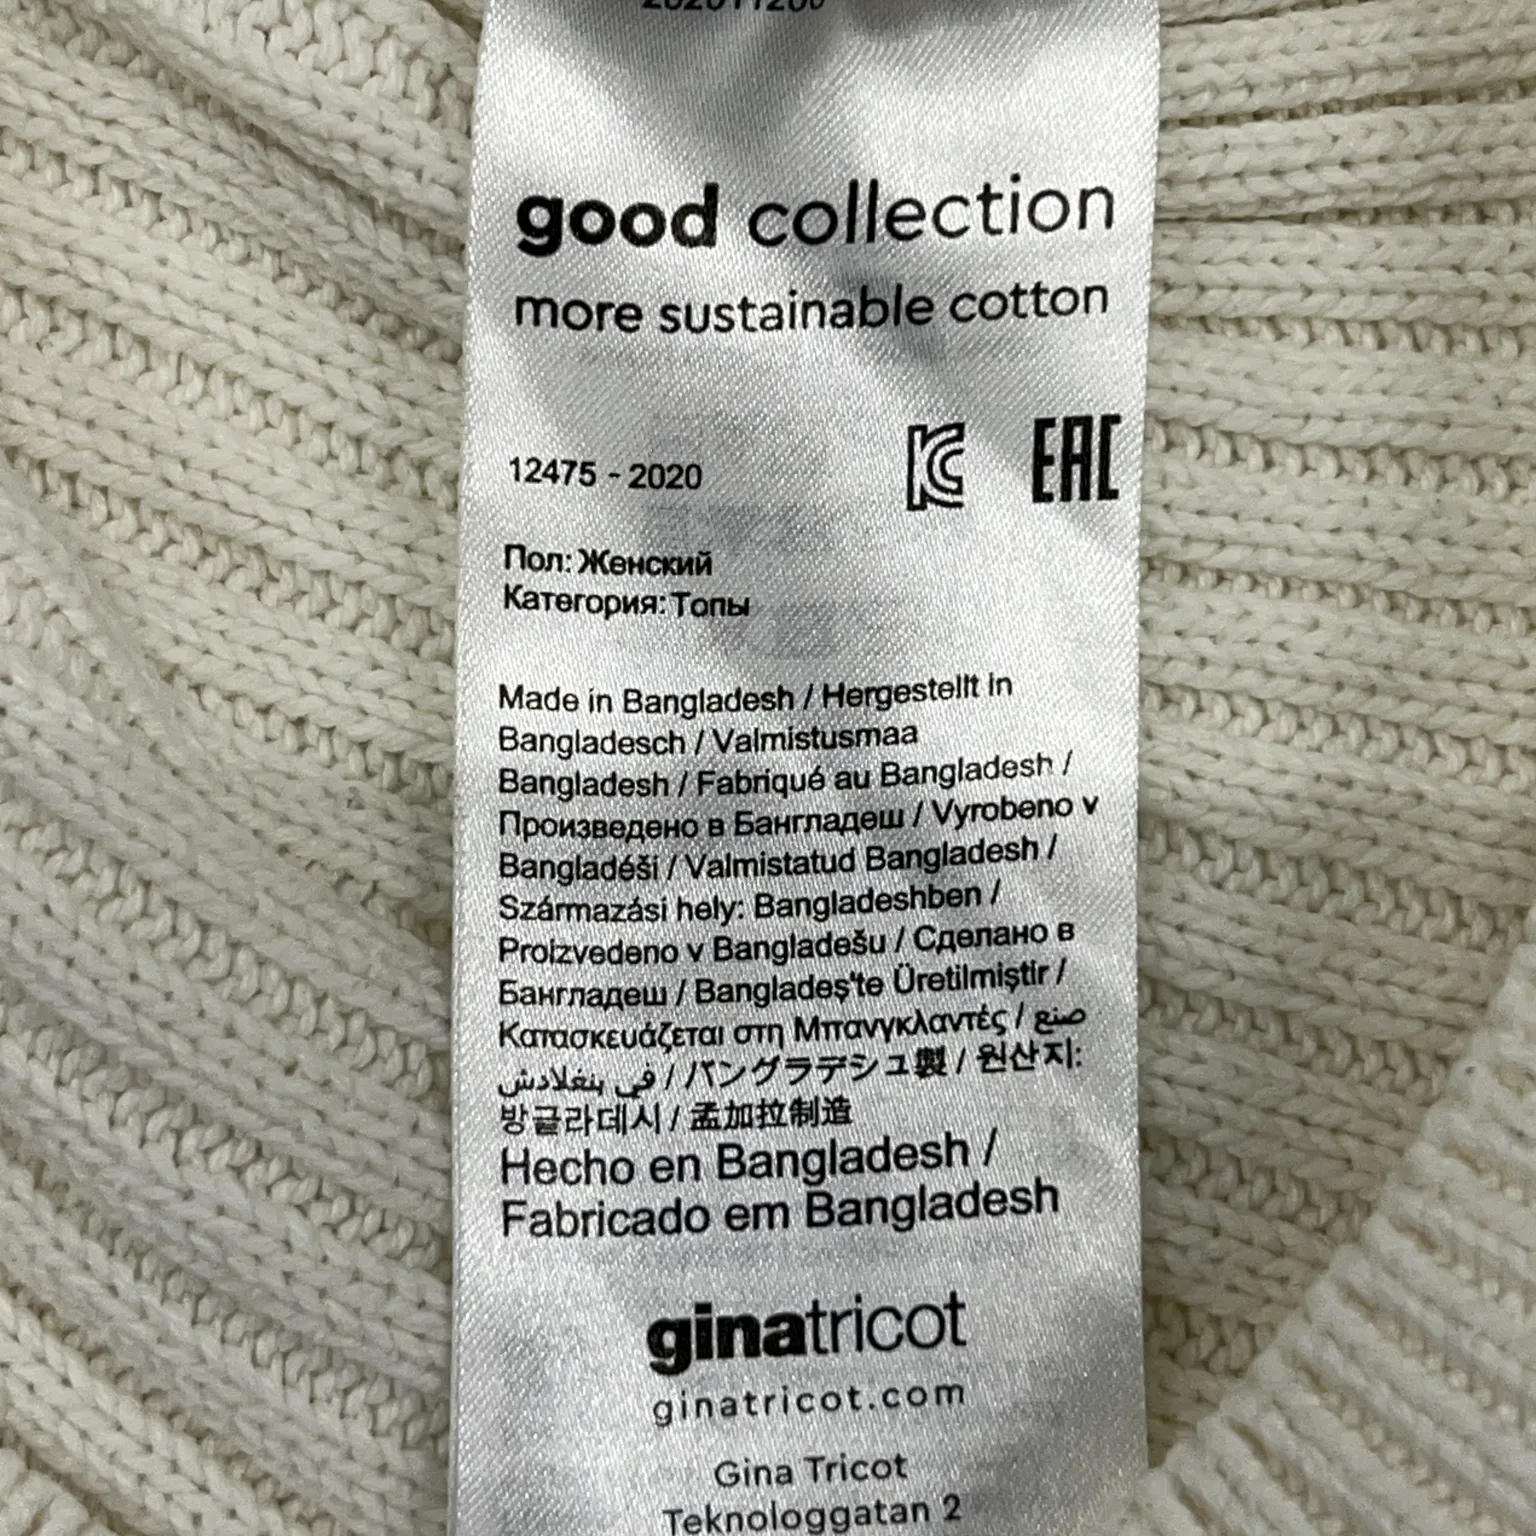 good collection
more sustainable cotton
12475 - 2020
EAC
Пол: Женский
Категория: Топы
Made in Bangladesh / Hergestellt in
Bangladesch / Valmistusmaa
Bangladesh / Fabriqué au Bangladesh /
Произведено в Бангладеш / Vyrobeno v
Bangladéši / Valmistatud Bangladesh /
Származási hely: Bangladeshben /
Proizvedeno v Bangladešu / Сделано в
Бангладеш / Bangladeş'te Üretilmiştir /
Κατασκευάζεται στη Μπανγκλαντές / صنع
في بنغلادش / バングラデシュ製 / 원산지:
방글라데시 / 孟加拉制造
Hecho en Bangladesh /
Fabricado em Bangladesh
ginatricot
ginatricot.com
Gina Tricot
Teknologgatan 2